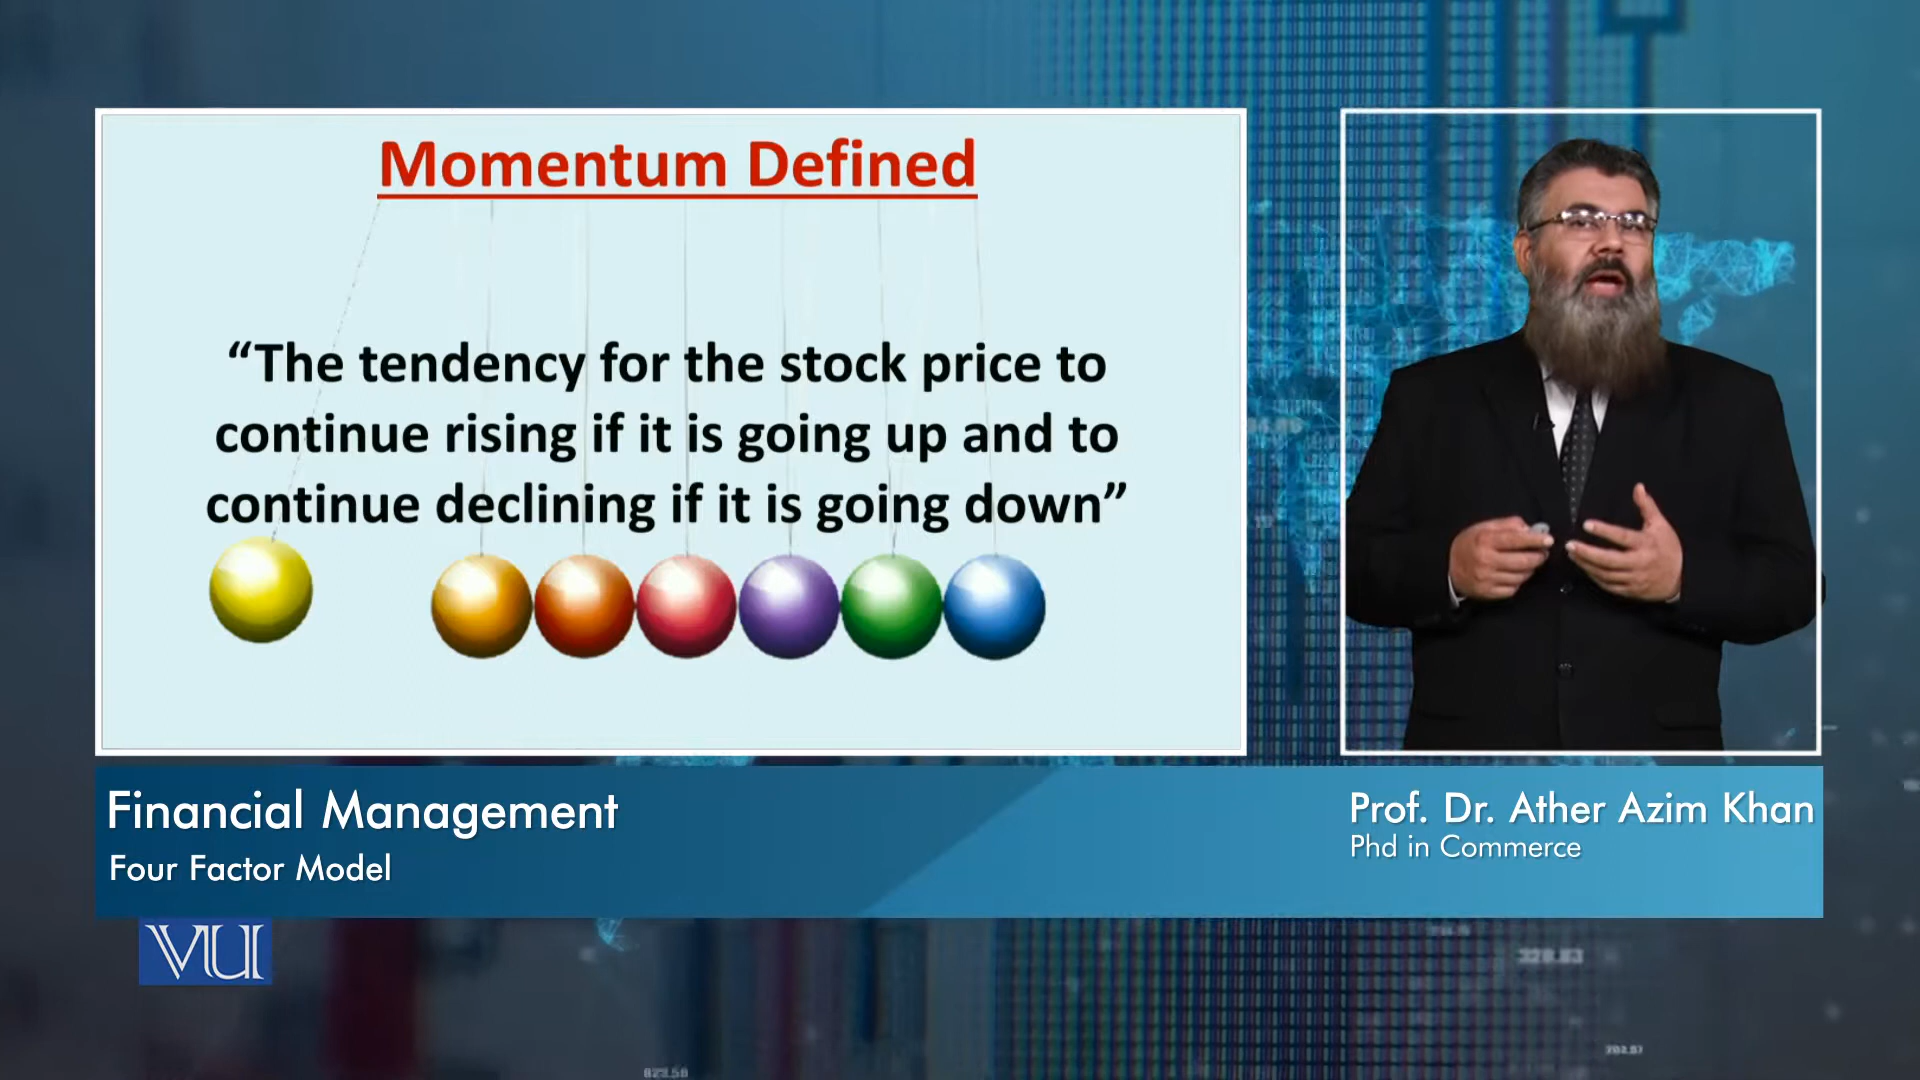 Momentum Defined
“The tendency for the stock price to
continue rising if it is going up and to
continue declining if it is going down”
Financial Management
Four Factor Model
Prof. Dr. Ather Azim Khan
Phd in Commerce
VU